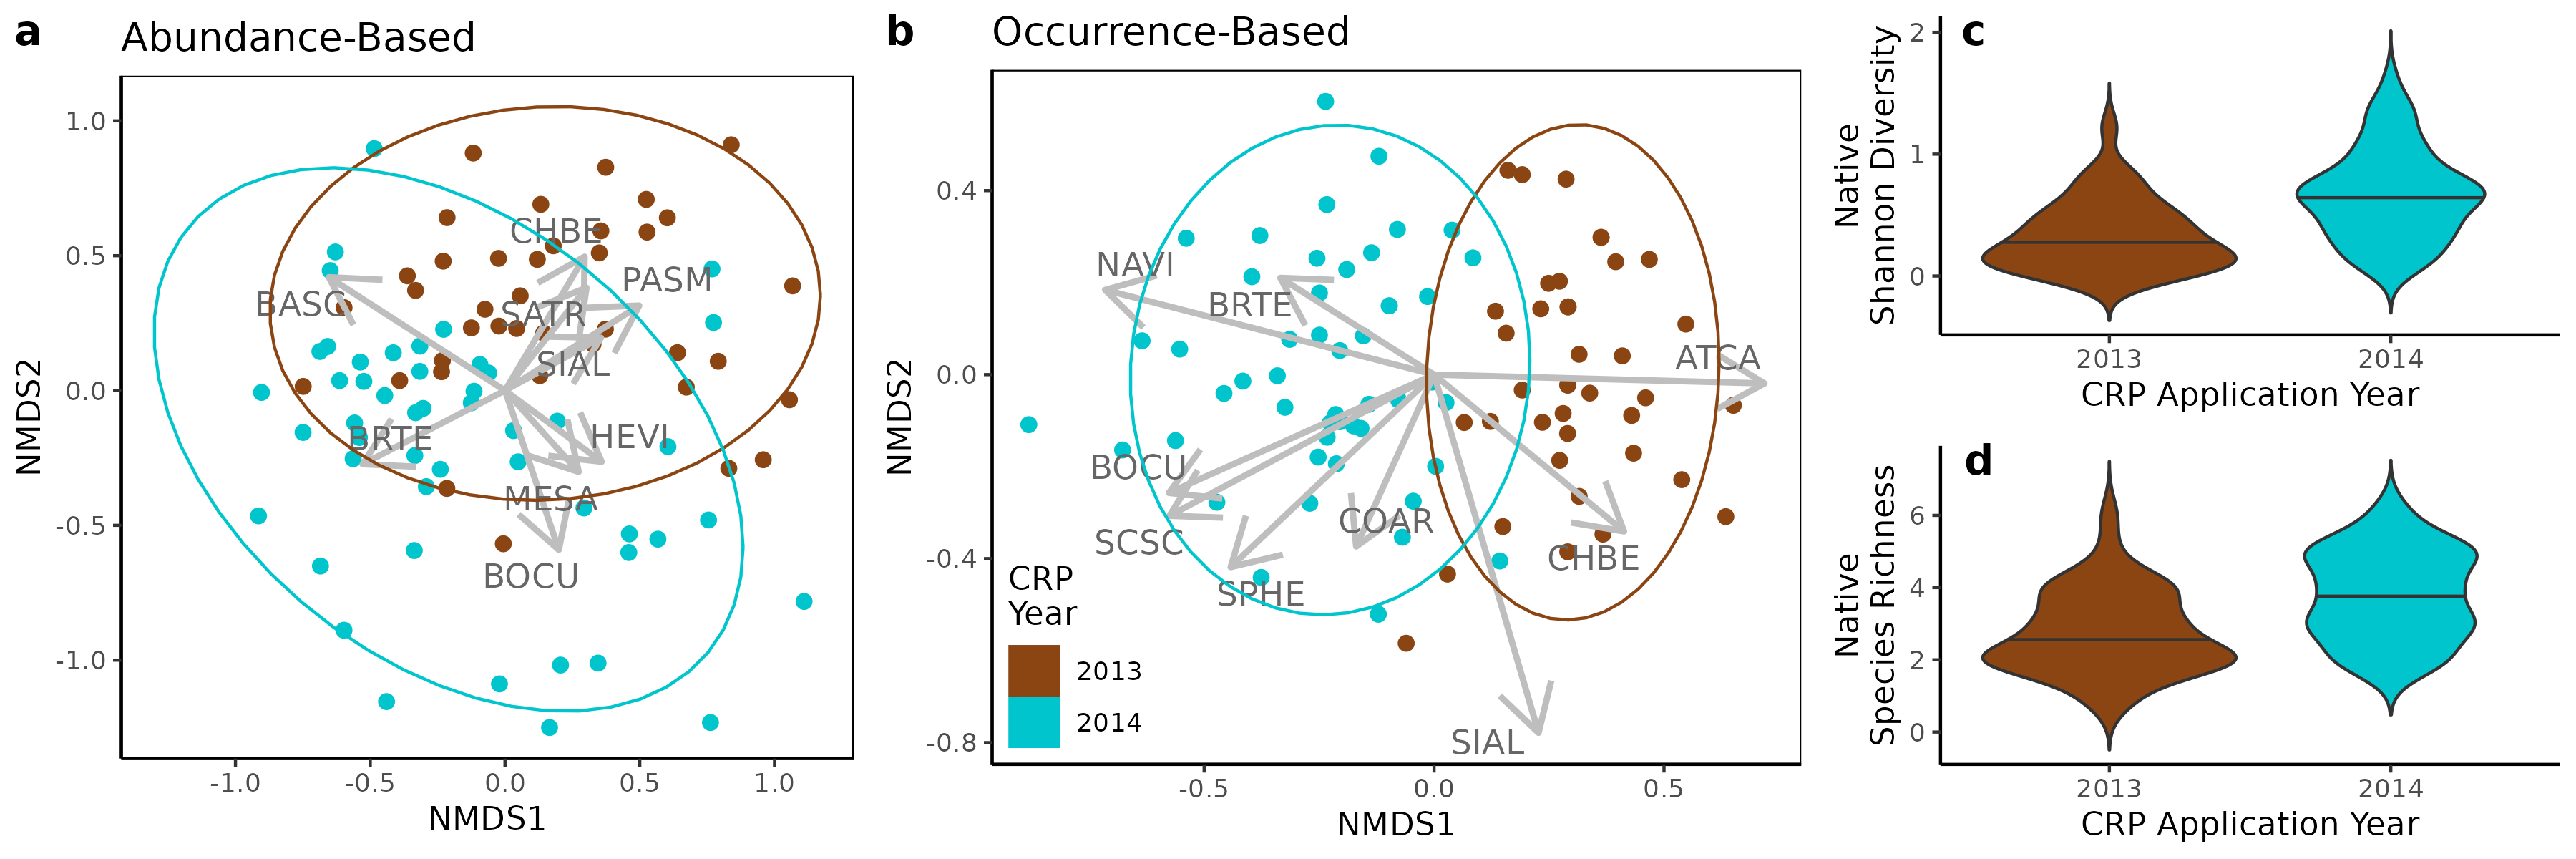 a
Abundance-Based
1.0
0.5
0.0
-0.5
-1.0
NMDS2
CHBE
PASM
BASC
SATR
SIAL
BRTE
HEVI
MESA
BOCU
-1.0
-0.5
0.0
0.5
1.0
NMDS1
b
Occurrence-Based
0.4
0.0
-0.4
-0.8
NMDS2
NAVI
BRTE
ATCA
BOCU
SCSC
COAR
CHBE
SPHE
SIAL
CRP
Year
2013
2014
-0.5
0.0
0.5
NMDS1
c
Native
Shannon Diversity
2
1
0
2013
2014
CRP Application Year
d
Native
Species Richness
6
4
2
0
2013
2014
CRP Application Year